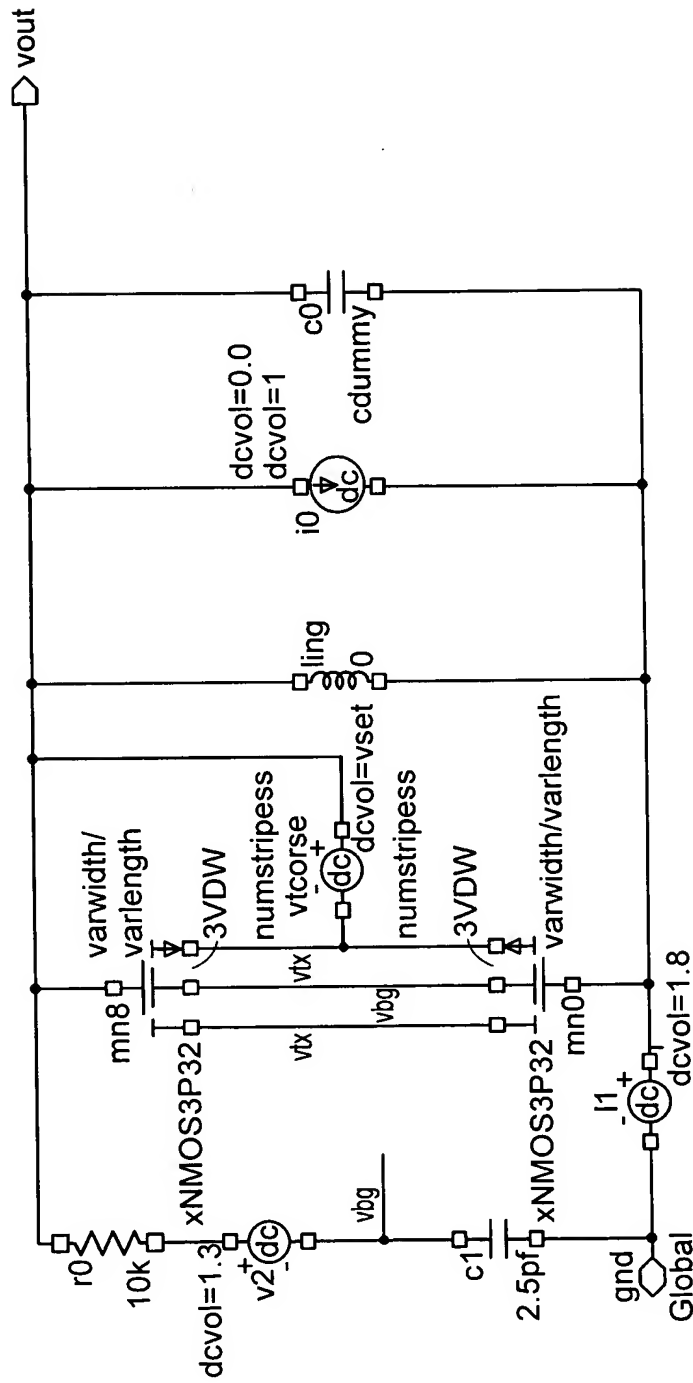 vout
c0
cdummy
dcvol=0.0
dcvol=1
i0
dc
ling
0
dcvol=vset
numstripess
vtcorse
- +
dc
numstripess
varwidth/
varlength
3VDW
3VDW
varwidth/varlength
mn8
vtx
vbg
vtx
mn0
xNMOS3P32
xNMOS3P32
r0
10k
dcvol=1.3
v2
+
-
dc
vbg
c1
2.5pf
I1
- +
dc
dcvol=1.8
gnd
Global